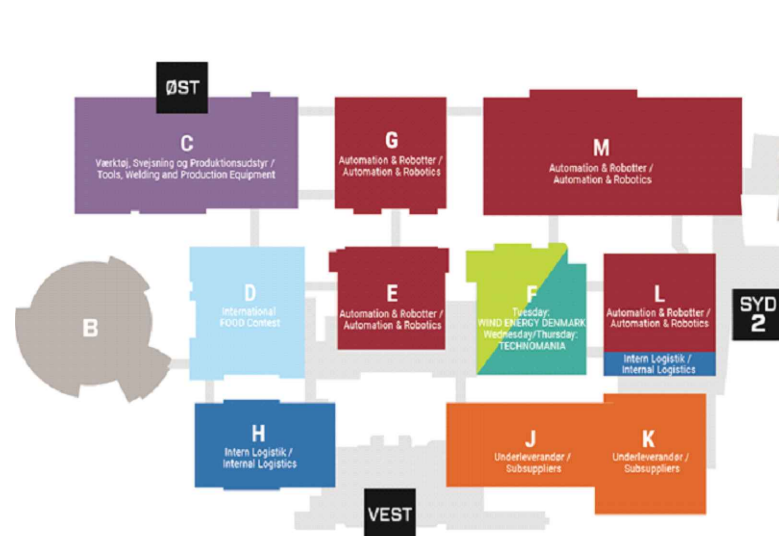 ØST
C
Værktøj, Svejsning og Produktionsudstyr /
Tools, Welding and Production Equipment
G
Automation & Robotter /
Automation & Robotics
M
Automation & Robotter /
Automation & Robotics
B
D
International
FOOD Contest
E
Automation & Robotter /
Automation & Robotics
F
Tuesday:
WIND ENERGY DENMARK
Wednesday/Thursday:
TECHNOMANIA
L
Automation & Robotter /
Automation & Robotics
Intern Logistik /
Internal Logistics
SYD
2
H
Intern Logistik /
Internal Logistics
J
Underleverandør /
Subsuppliers
K
Underleverandør /
Subsuppliers
VEST